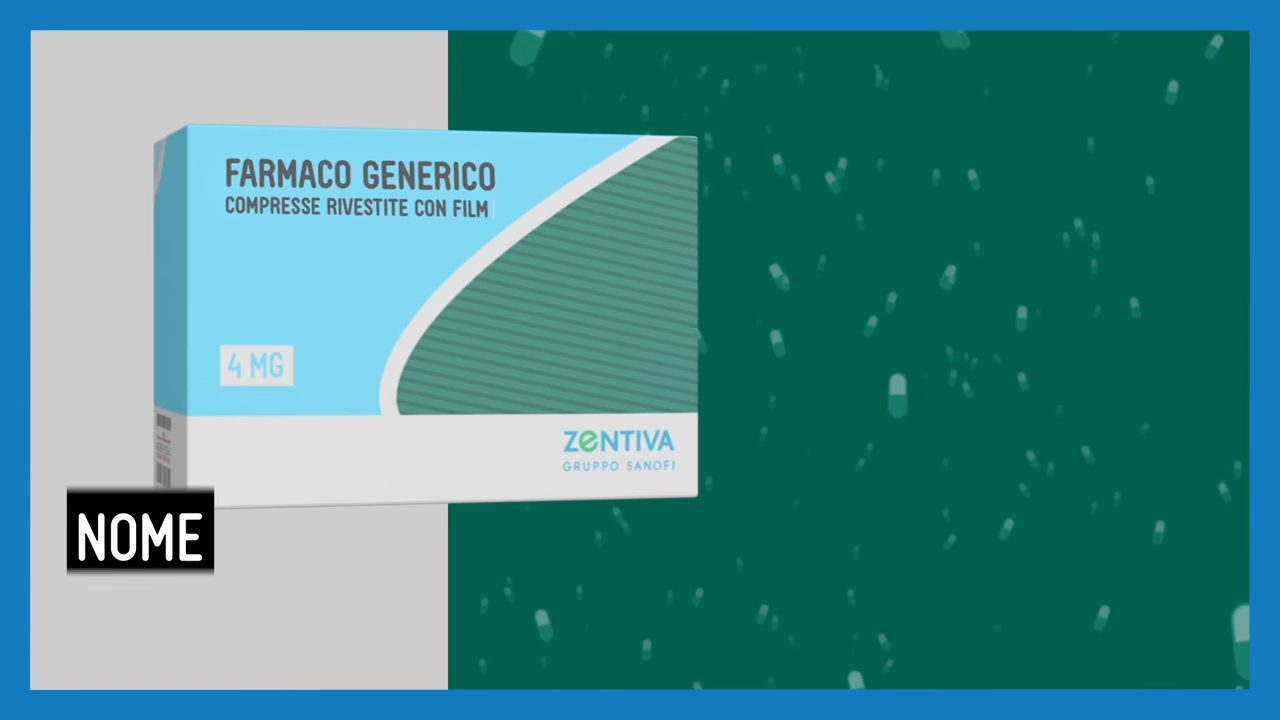 FARMACO GENERICO
COMPRESSE RIVESTITE CON FILM
4 MG
ZENTIVA
GRUPPO SANOFI
NOME